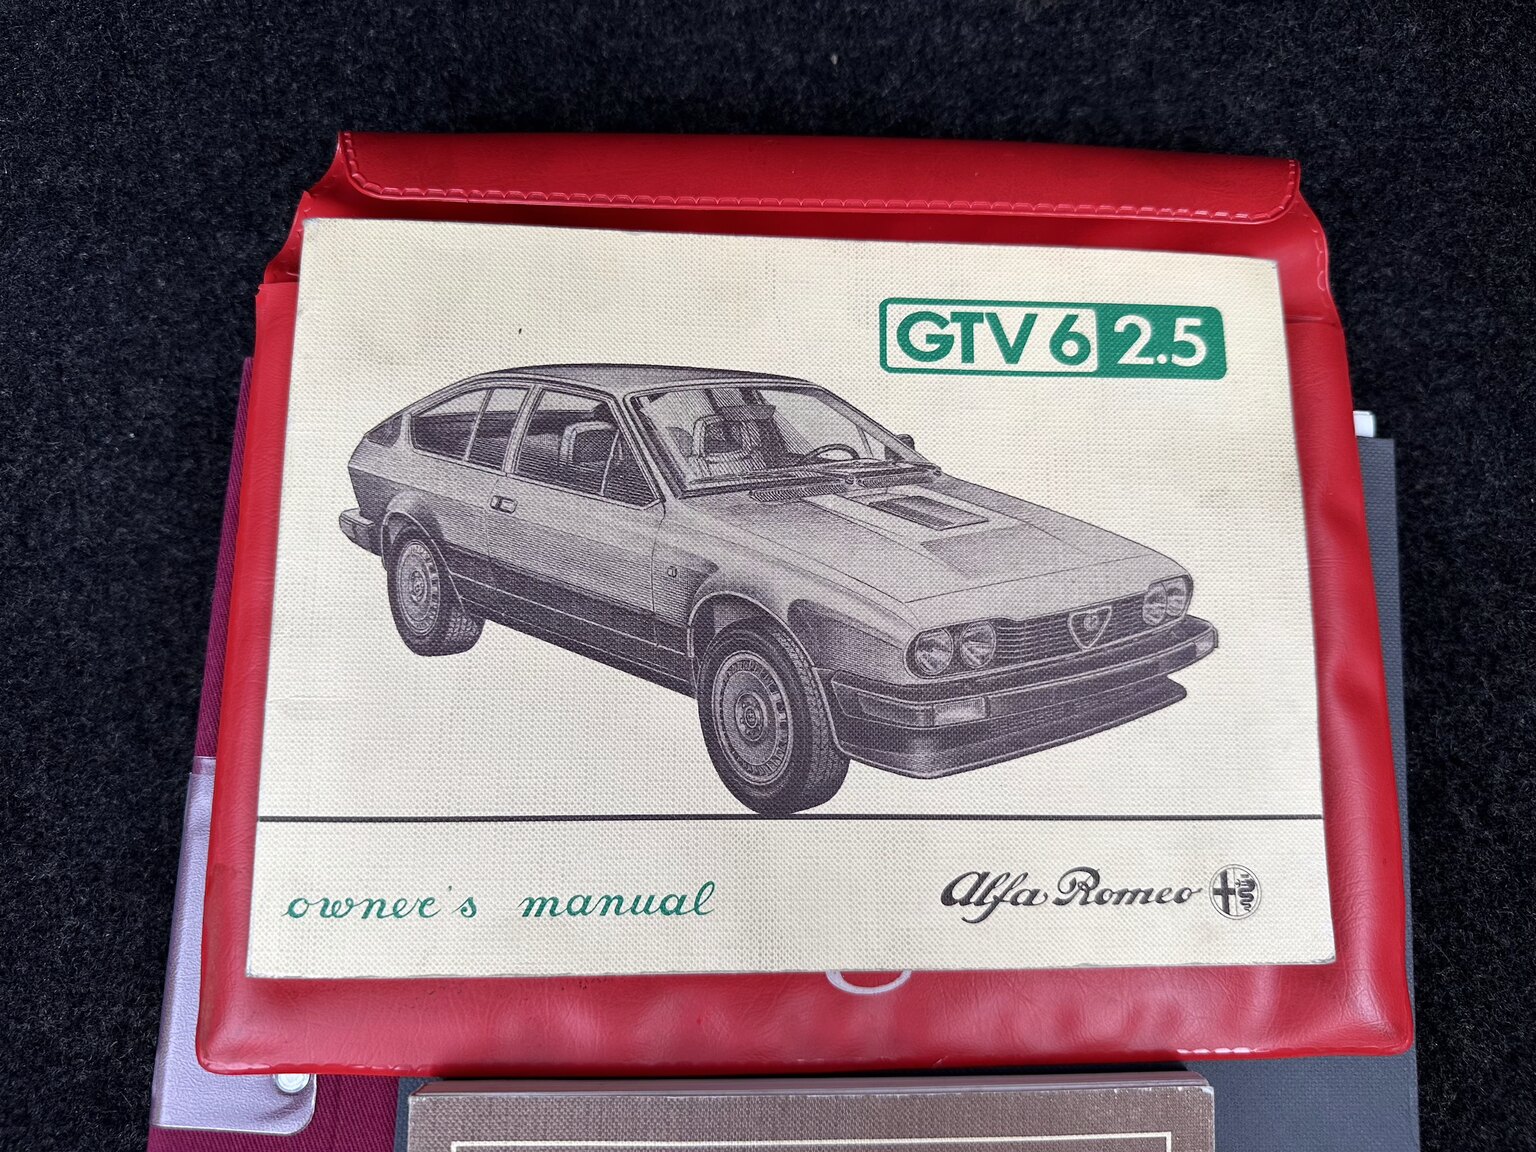 GTV 6 2.5
owner's manual
Alfa Romeo